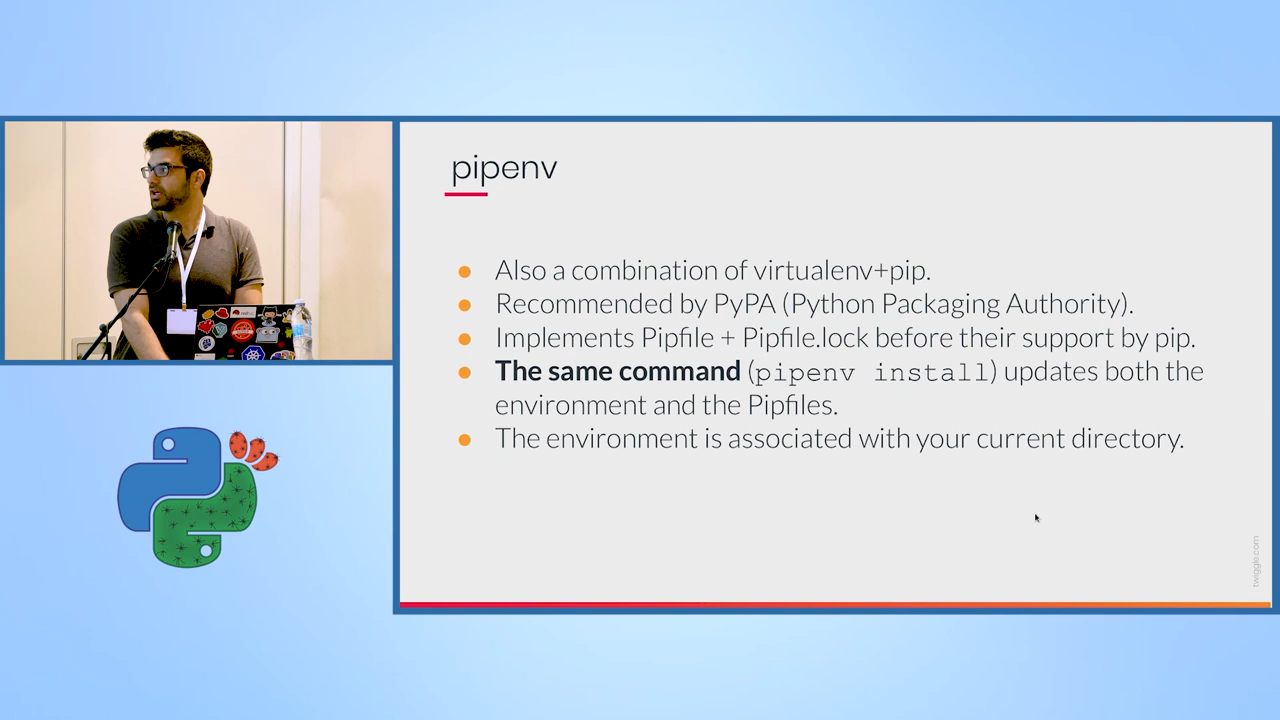 pipenv
● Also a combination of virtualenv+pip.
● Recommended by PyPA (Python Packaging Authority).
● Implements Pipfile + Pipfile.lock before their support by pip.
● The same command (pipenv install) updates both the
environment and the Pipfiles.
● The environment is associated with your current directory.
twiggle.com